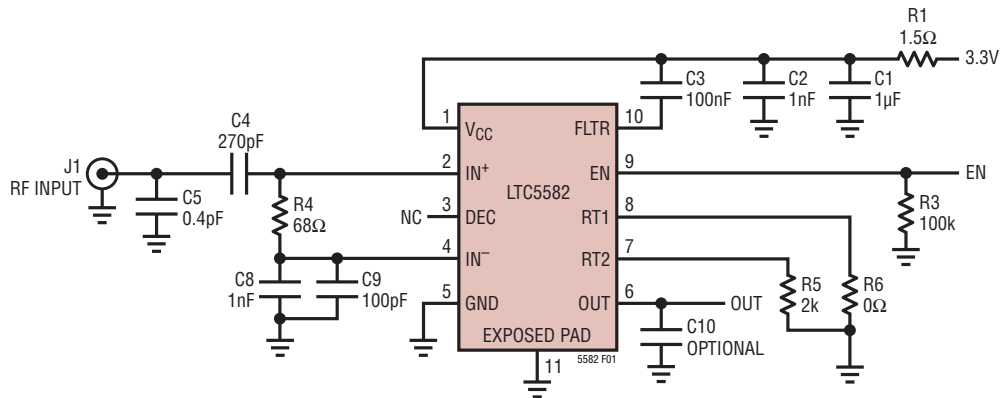 R1
1.5Ω
3.3V
C3
100nF
C2
1nF
C1
1µF
C4
270pF
1
VCC
FLTR
10
J1
RF INPUT
2
IN+
EN
9
EN
C5
0.4pF
R4
68Ω
LTC5582
NC
3
DEC
RT1
8
R3
100k
4
IN−
RT2
7
C8
1nF
C9
100pF
R5
2k
R6
0Ω
5
GND
OUT
6
OUT
EXPOSED PAD
C10
OPTIONAL
11
5582 F01